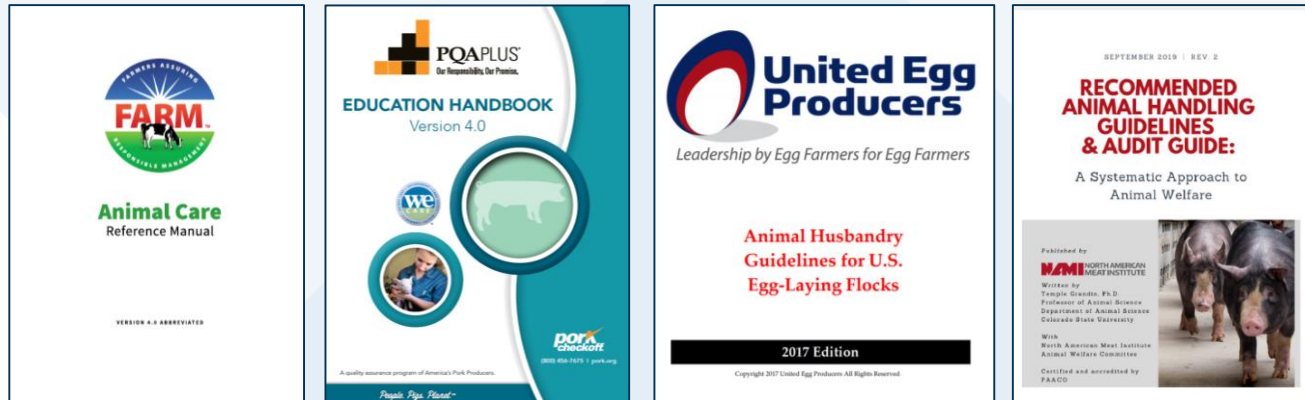 FARMERS ASSURING
FARM
RESPONSIBLE MANAGEMENT
Animal Care
Reference Manual
VERSION 4.0 ABBREVIATED
PQAPLUS
Our Responsibility. Our Promise.
EDUCATION HANDBOOK
Version 4.0
we
CARE
pork
checkoff
(800) 456-7675 | pork.org
A quality assurance program of America's Pork Producers.
People. Pigs. Planet.™
United Egg
Producers
Leadership by Egg Farmers for Egg Farmers
Animal Husbandry
Guidelines for U.S.
Egg-Laying Flocks
2017 Edition
Copyright 2017 United Egg Producers All Rights Reserved
SEPTEMBER 2019 | REV. 2
RECOMMENDED
ANIMAL HANDLING
GUIDELINES
& AUDIT GUIDE:
A Systematic Approach to
Animal Welfare
Published by
NAMI NORTH AMERICAN
MEAT INSTITUTE
Written by
Temple Grandin, Ph.D.
Professor of Animal Science
Department of Animal Science
Colorado State University
With
North American Meat Institute
Animal Welfare Committee
Certified and accredited by
PAACO